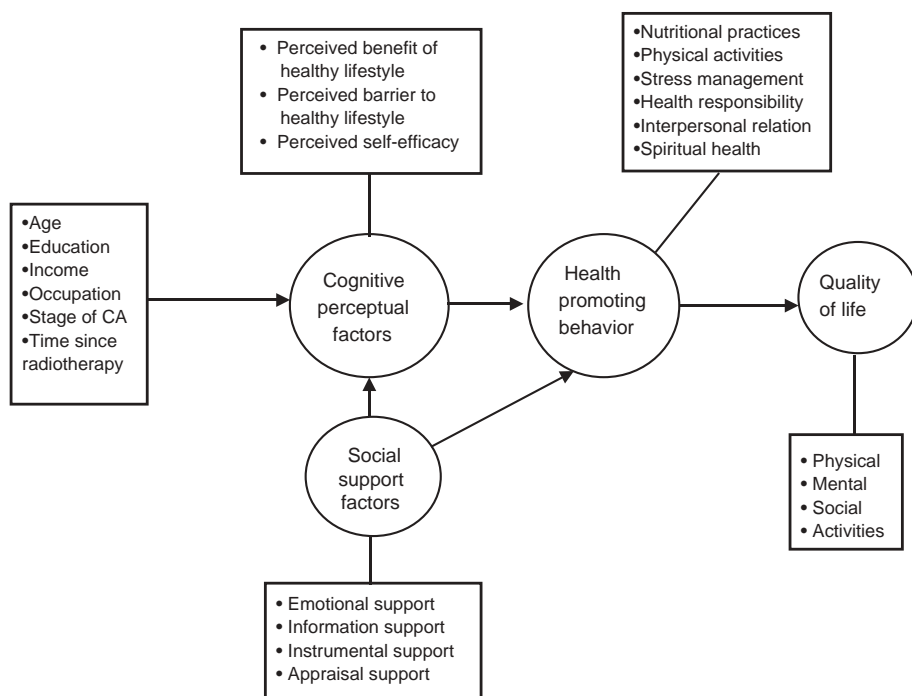 • Perceived benefit of
healthy lifestyle
• Perceived barrier to
healthy lifestyle
• Perceived self-efficacy
•Nutritional practices
•Physical activities
•Stress management
•Health responsibility
•Interpersonal relation
•Spiritual health
•Age
•Education
•Income
•Occupation
•Stage of CA
•Time since
radiotherapy
Cognitive
perceptual
factors
Health
promoting
behavior
Quality
of life
Social
support
factors
• Physical
• Mental
• Social
• Activities
• Emotional support
• Information support
• Instrumental support
• Appraisal support